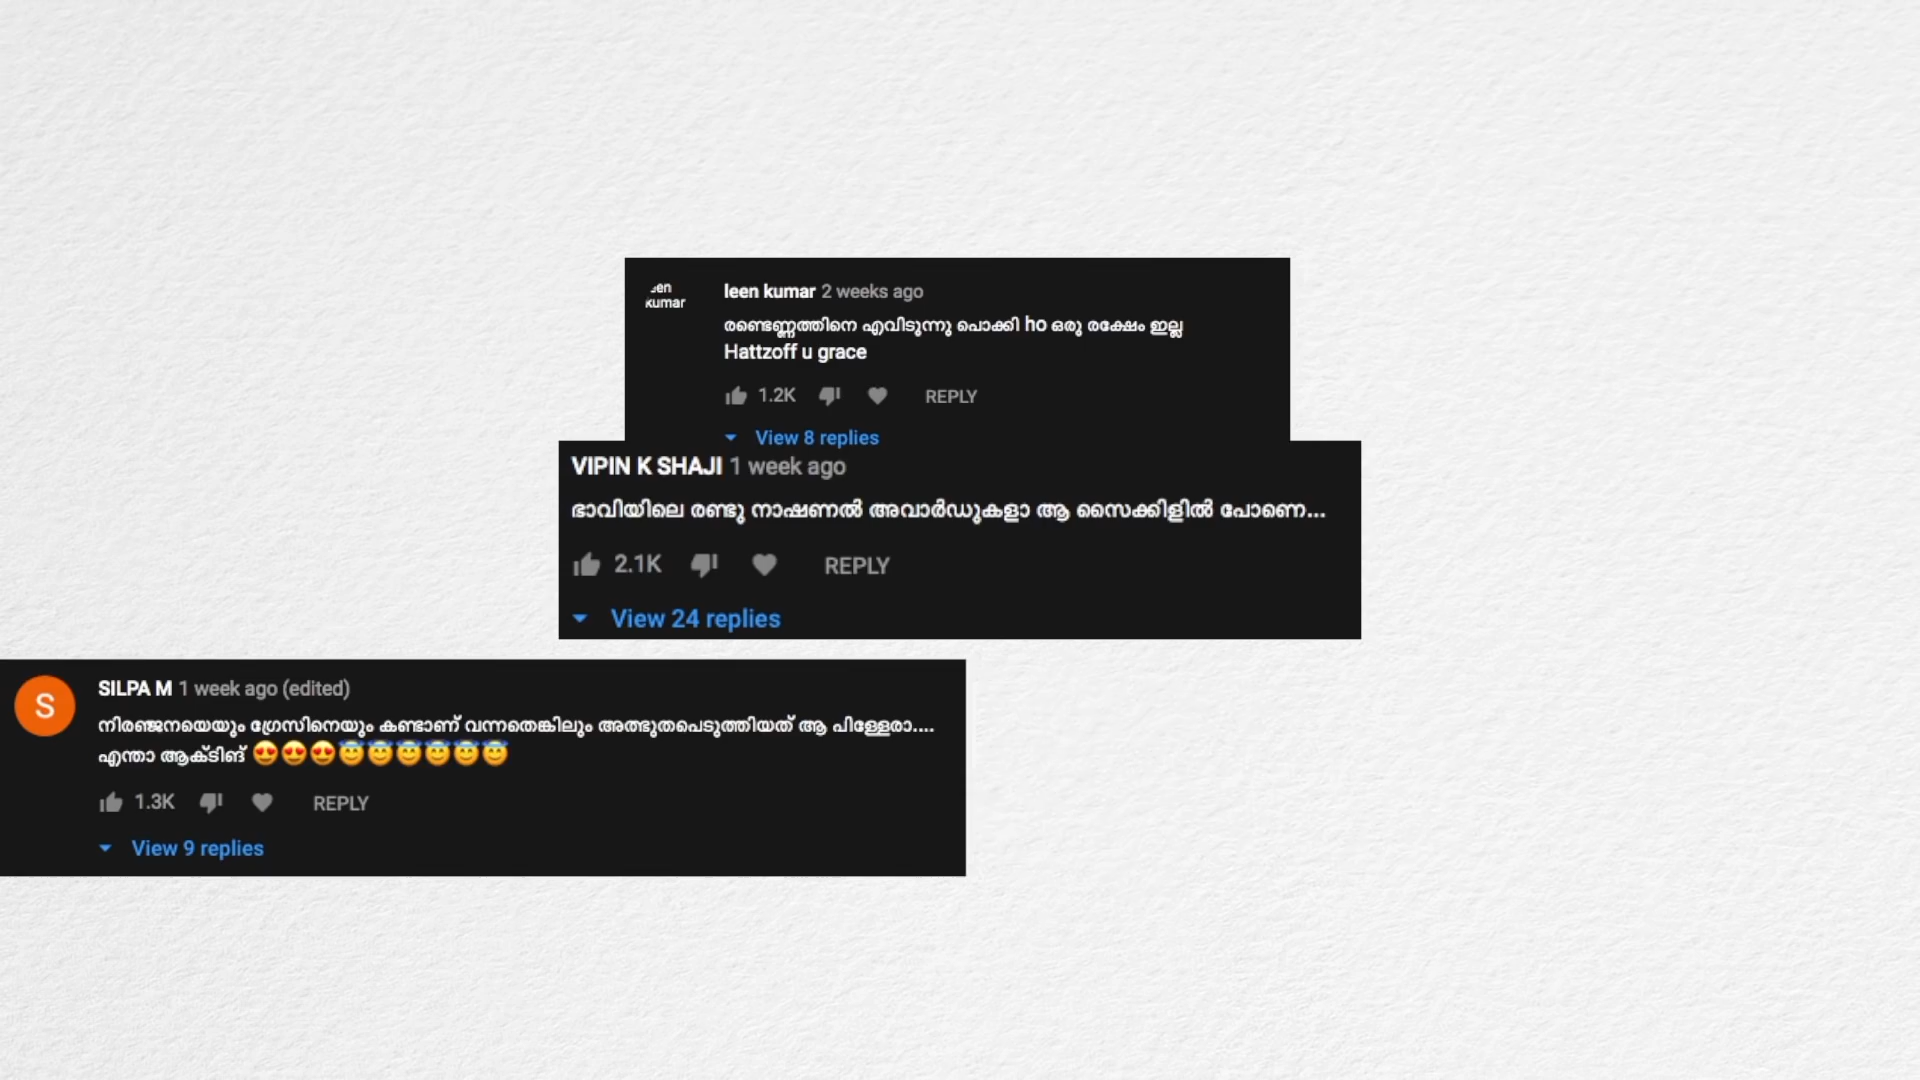 leen kumar
leen kumar 2 weeks ago
രണ്ടെണ്ണത്തിനെ എവിടുന്നു പൊക്കി ho ഒരു രക്ഷേം ഇല്ല
Hattzoff u grace
1.2K REPLY
View 8 replies
VIPIN K SHAJI 1 week ago
ഭാവിയിലെ രണ്ടു നാഷണൽ അവാർഡുകളാ ആ സൈക്കിളിൽ പോണെ...
2.1K REPLY
View 24 replies
S
SILPA M 1 week ago (edited)
നിരഞ്ജനയെയും ഗ്രേസിനെയും കണ്ടാണ് വന്നതെങ്കിലും അത്ഭുതപെടുത്തിയത് ആ പിള്ളേരാ....
എന്താ ആക്ടിങ് 😍😍😍😇😇😇😇😇😇
1.3K REPLY
View 9 replies